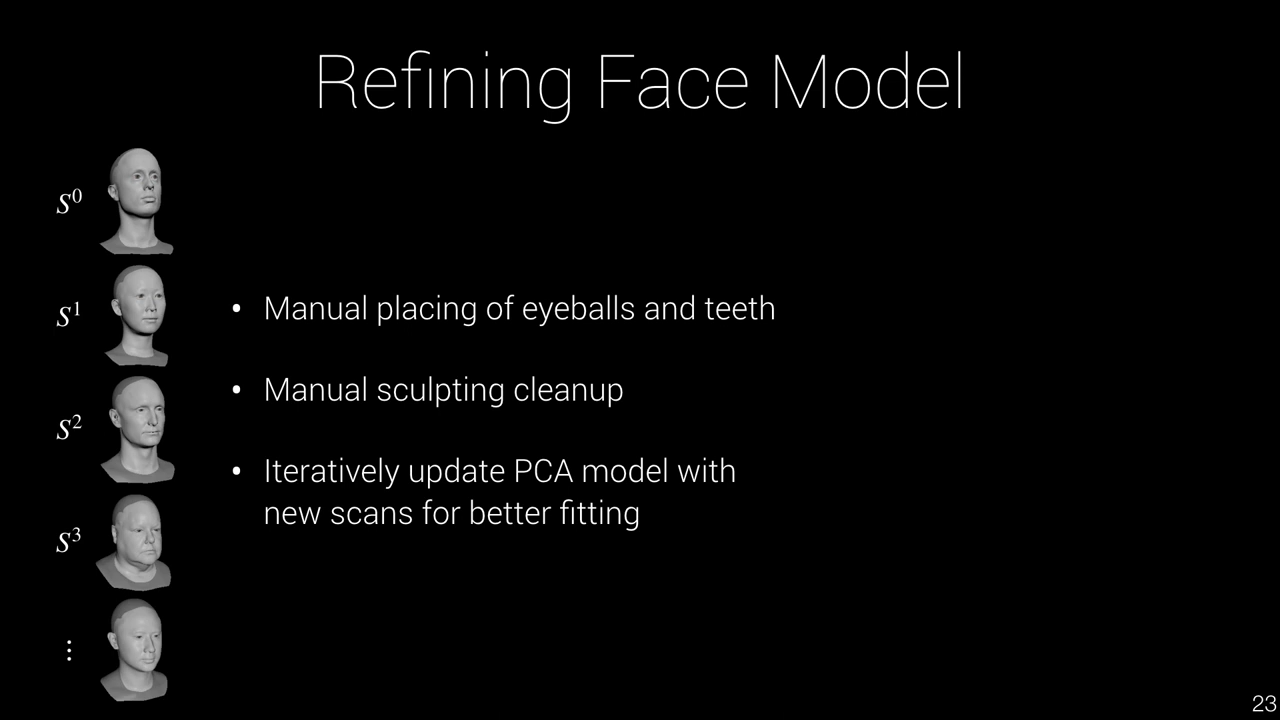 Refining Face Model
S⁰
S¹
S²
S³
⋮
• Manual placing of eyeballs and teeth
• Manual sculpting cleanup
• Iteratively update PCA model with
new scans for better fitting
23